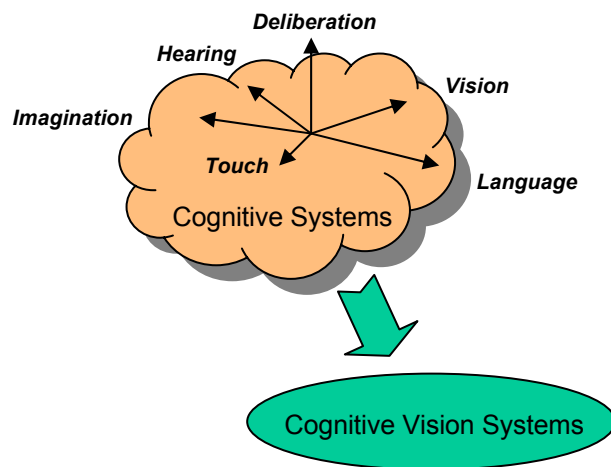 Deliberation
Hearing
Vision
Imagination
Touch
Language
Cognitive Systems
Cognitive Vision Systems